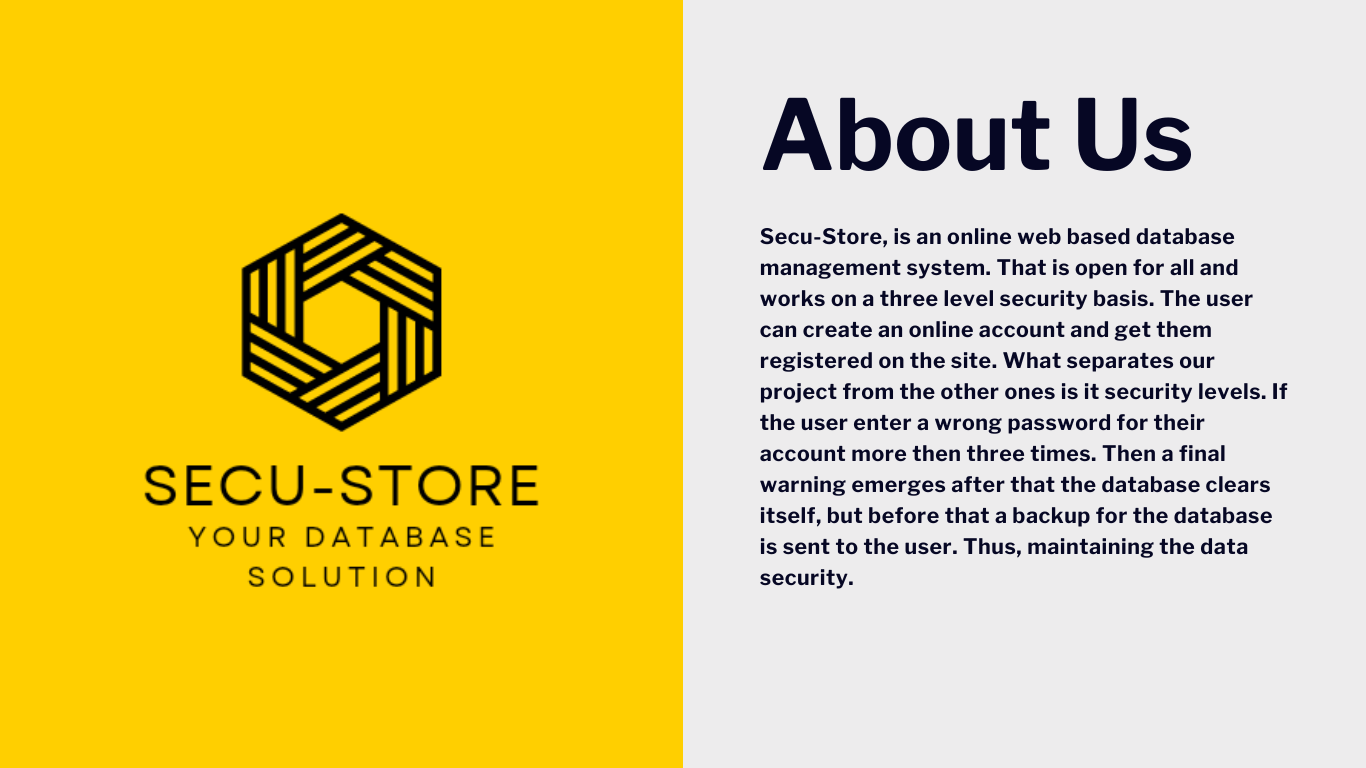 SECU-STORE
YOUR DATABASE
SOLUTION
About Us
Secu-Store, is an online web based database
management system. That is open for all and
works on a three level security basis. The user
can create an online account and get them
registered on the site. What separates our
project from the other ones is it security levels. If
the user enter a wrong password for their
account more then three times. Then a final
warning emerges after that the database clears
itself, but before that a backup for the database
is sent to the user. Thus, maintaining the data
security.